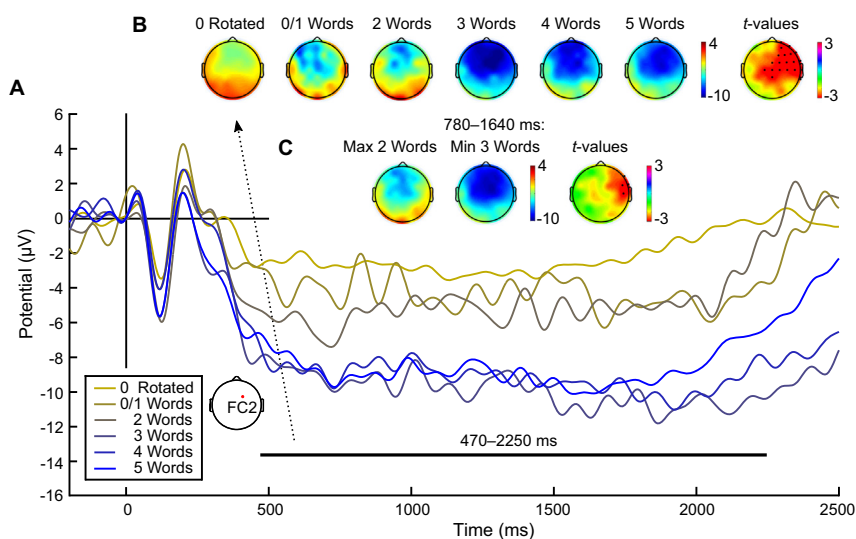 B
0 Rotated 0/1 Words 2 Words 3 Words 4 Words 5 Words t-values
4
-10
3
-3
A
780–1640 ms:
C
Max 2 Words Min 3 Words t-values
4
-10
3
-3
6
4
2
0
-2
-4
-6
-8
-10
-12
-14
-16
Potential (µV)
0 Rotated
0/1 Words
2 Words
3 Words
4 Words
5 Words
FC2
470–2250 ms
0 500 1000 1500 2000 2500
Time (ms)